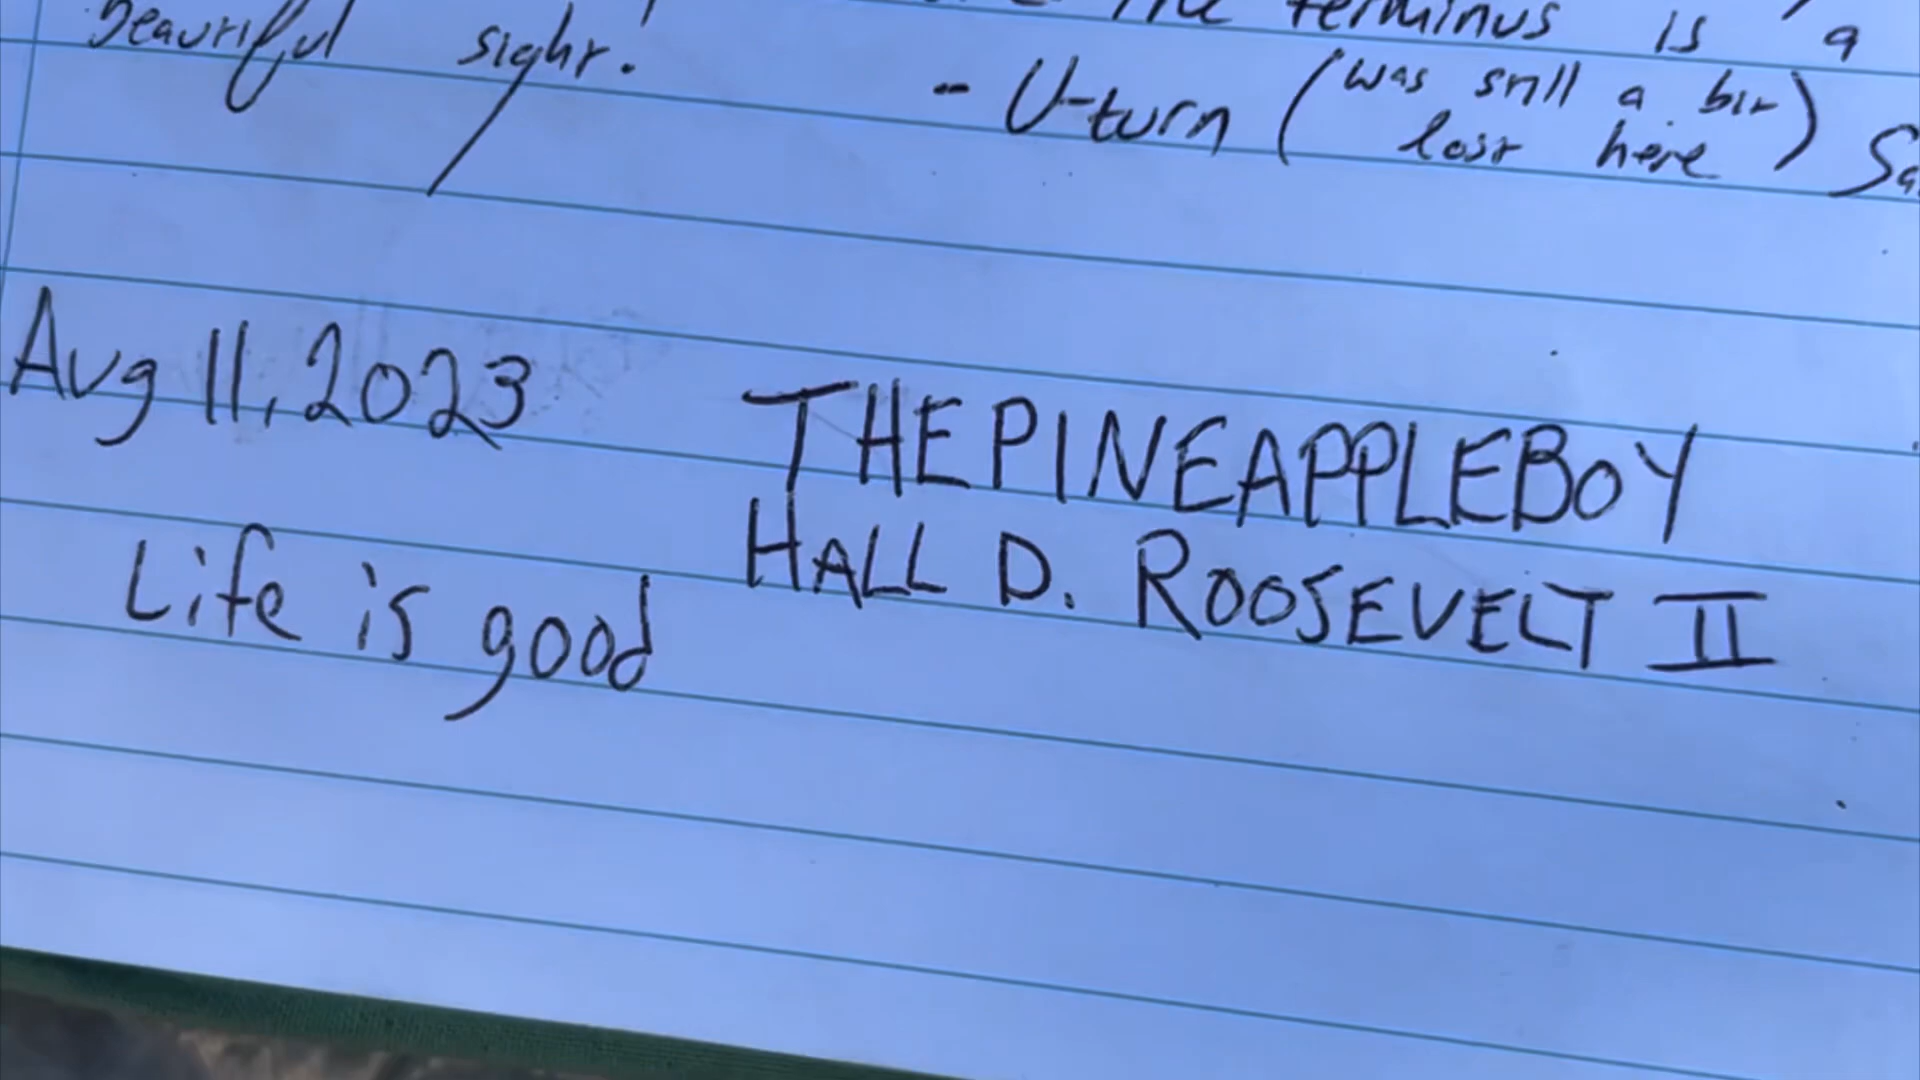 the terminus is a
beautiful sight!
- U-turn (was still a bit
lost here)
Aug 11, 2023
THEPINEAPPLEBOY
HALL D. ROOSEVELT II
Life is good